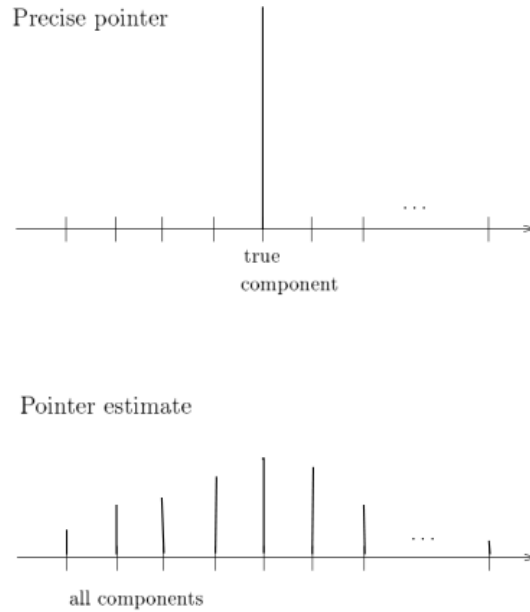 Precise pointer
...
true
component
Pointer estimate
...
all components